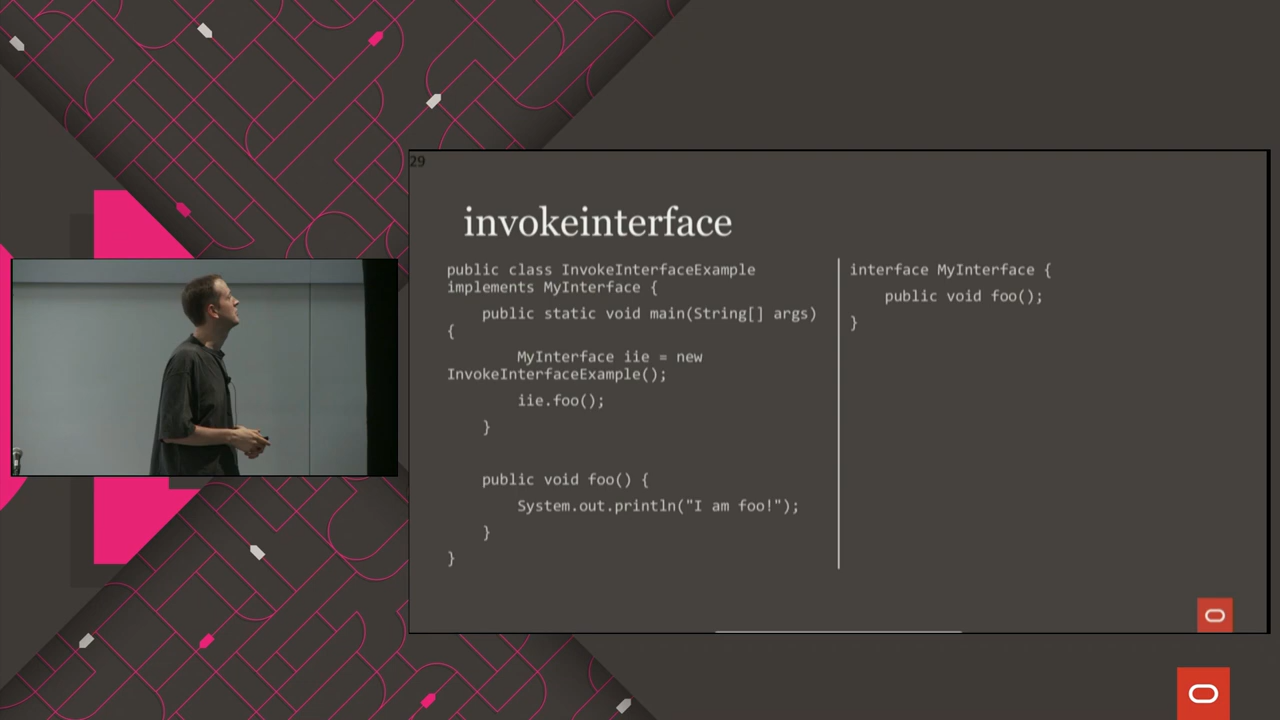 29
invokeinterface
public class InvokeInterfaceExample
implements MyInterface {
public static void main(String[] args)
{
MyInterface iie = new
InvokeInterfaceExample();
iie.foo();
}
public void foo() {
System.out.println("I am foo!");
}
}
interface MyInterface {
public void foo();
}